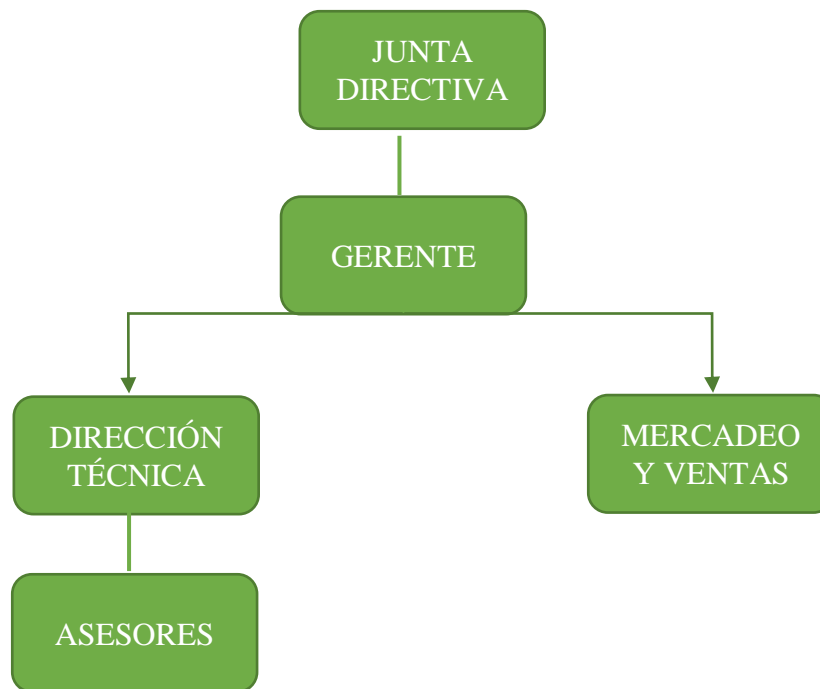 JUNTA
DIRECTIVA
GERENTE
DIRECCIÓN
TÉCNICA
MERCADEO
Y VENTAS
ASESORES